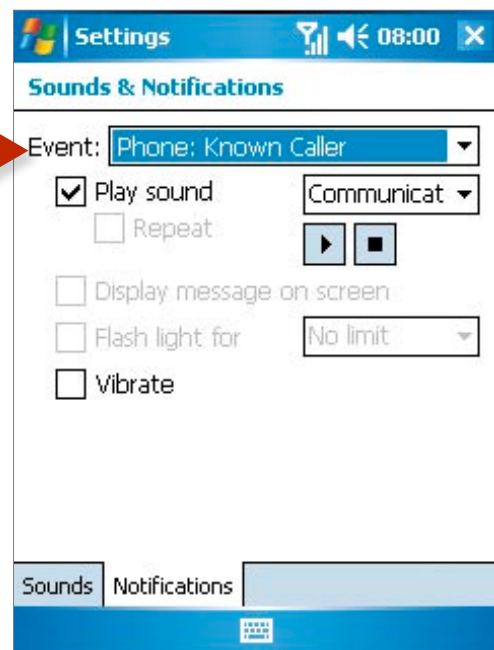 Settings 08:00
Sounds & Notifications
Event: Phone: Known Caller
Play sound Communicat
Repeat
Display message on screen
Flash light for No limit
Vibrate
Sounds Notifications